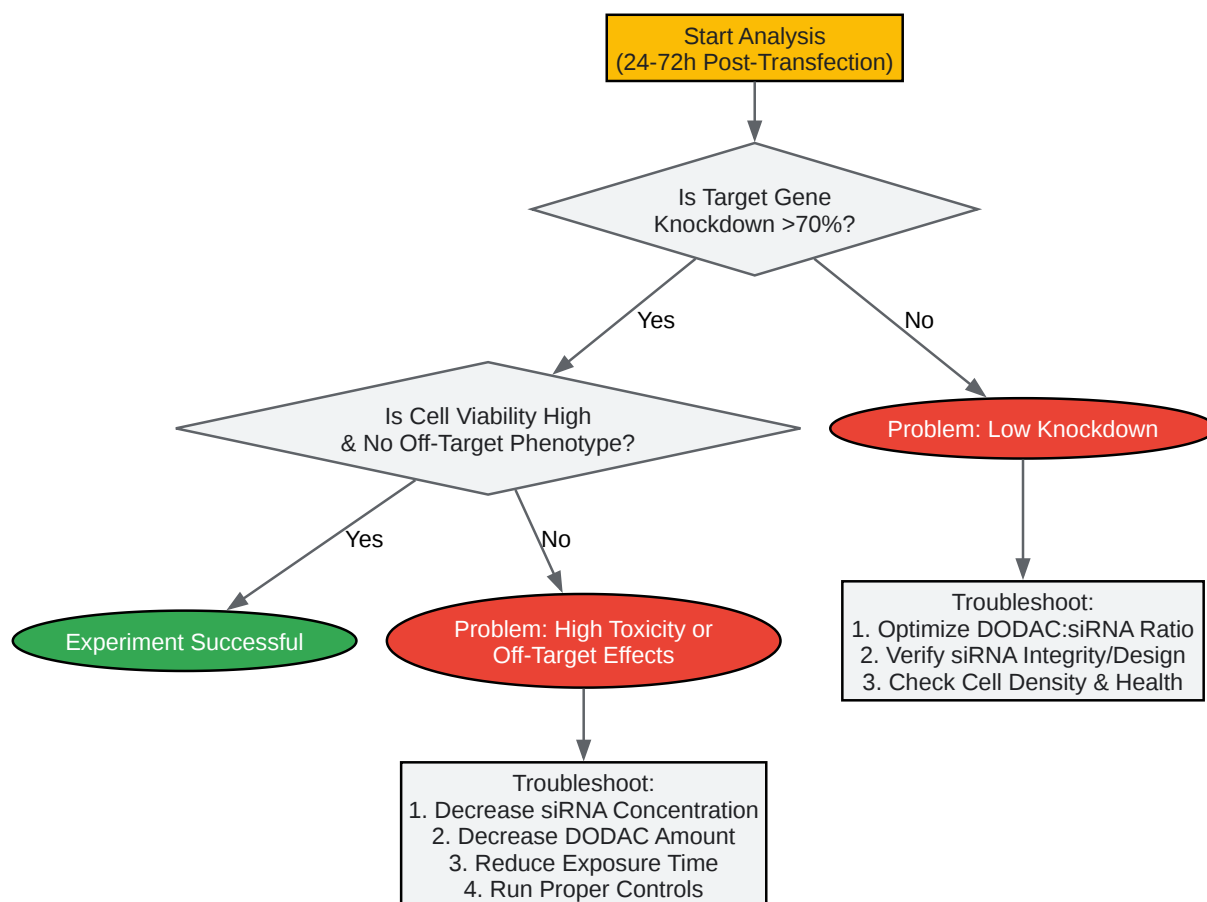 Start Analysis
(24-72h Post-Transfection)
Is Target Gene
Knockdown >70%?
Yes
No
Is Cell Viability High
& No Off-Target Phenotype?
Problem: Low Knockdown
Yes
No
Experiment Successful
Problem: High Toxicity or
Off-Target Effects
Troubleshoot:
1. Optimize DODAC:siRNA Ratio
2. Verify siRNA Integrity/Design
3. Check Cell Density & Health
Troubleshoot:
1. Decrease siRNA Concentration
2. Decrease DODAC Amount
3. Reduce Exposure Time
4. Run Proper Controls